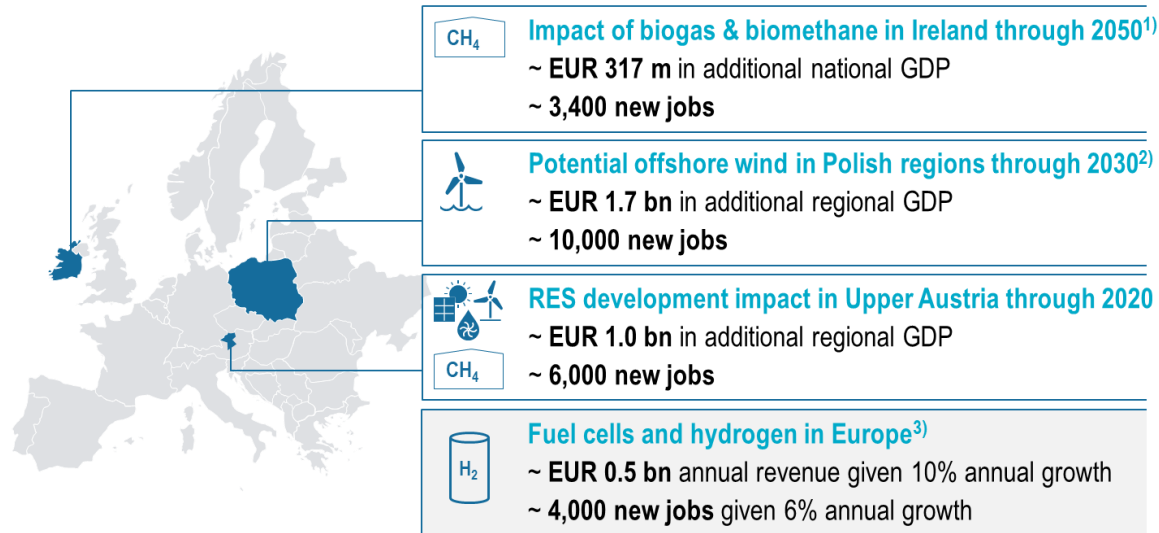 CH₄
Impact of biogas & biomethane in Ireland through 2050¹⁾
~ EUR 317 m in additional national GDP
~ 3,400 new jobs
Potential offshore wind in Polish regions through 2030²⁾
~ EUR 1.7 bn in additional regional GDP
~ 10,000 new jobs
RES development impact in Upper Austria through 2020
~ EUR 1.0 bn in additional regional GDP
CH₄
~ 6,000 new jobs
Fuel cells and hydrogen in Europe³⁾
H₂
~ EUR 0.5 bn annual revenue given 10% annual growth
~ 4,000 new jobs given 6% annual growth